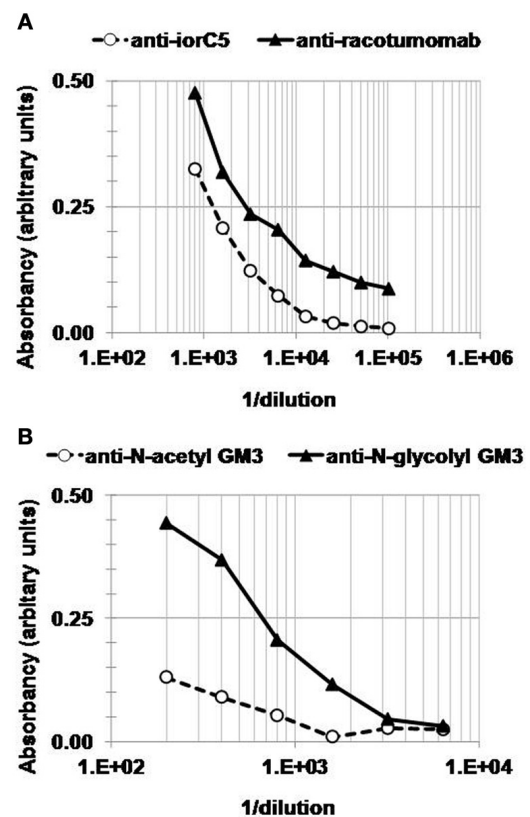 A
anti-iorC5 anti-racotumomab
Absorbancy (arbitrary units)
0.50
0.25
0.00
1.E+02 1.E+03 1.E+04 1.E+05 1.E+06
1/dilution
B
anti-N-acetyl GM3 anti-N-glycolyl GM3
Absorbancy (arbitary units)
0.50
0.25
0.00
1.E+02 1.E+03 1.E+04
1/dilution